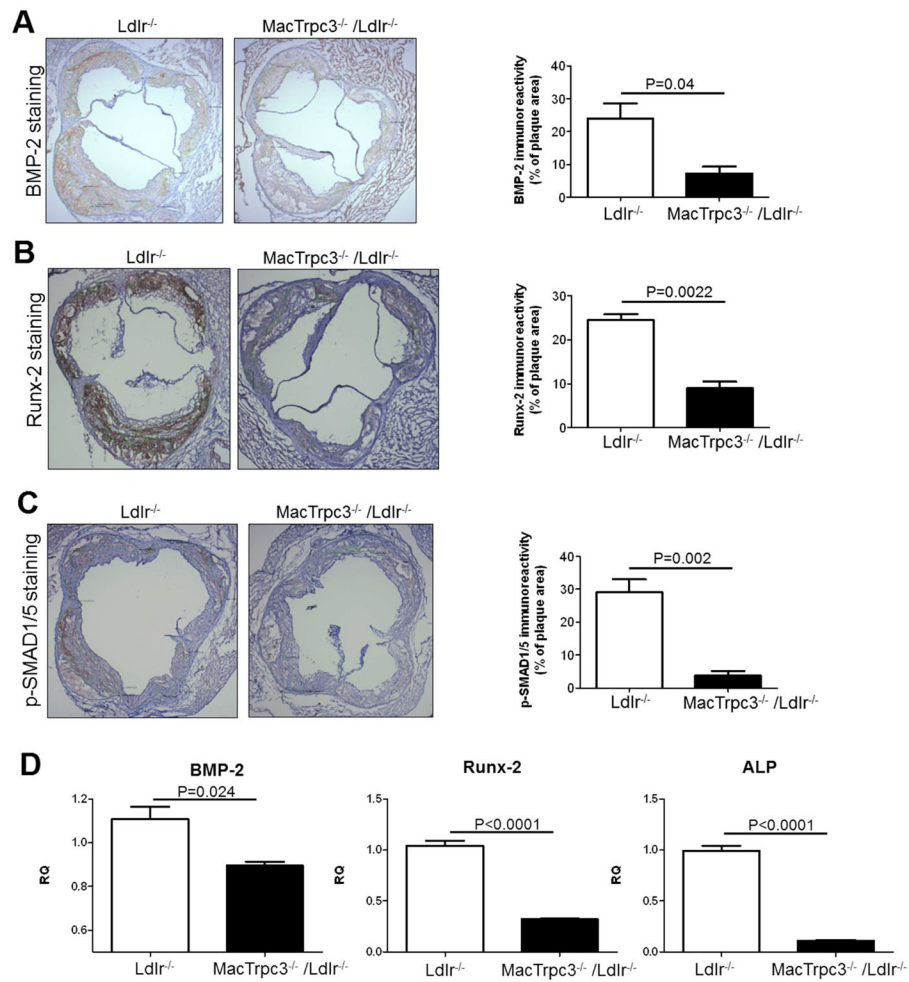 A
Ldlr-/-
MacTrpc3-/- /Ldlr-/-
BMP-2 staining
BMP-2 immunoreactivity
(% of plaque area)
40
30
20
10
0
P=0.04
Ldlr-/-
MacTrpc3-/- /Ldlr-/-
B
Ldlr-/-
MacTrpc3-/- /Ldlr-/-
Runx-2 staining
Runx-2 immunoreactivity
(% of plaque area)
30
20
10
0
P=0.0022
Ldlr-/-
MacTrpc3-/- /Ldlr-/-
C
Ldlr-/-
MacTrpc3-/- /Ldlr-/-
p-SMAD1/5 staining
p-SMAD1/5 immunoreactivity
(% of plaque area)
40
30
20
10
0
P=0.002
Ldlr-/-
MacTrpc3-/- /Ldlr-/-
D
BMP-2
P=0.024
RQ
1.2
1.0
0.8
0.6
Ldlr-/-
MacTrpc3-/- /Ldlr-/-
Runx-2
P<0.0001
RQ
1.5
1.0
0.5
0.0
Ldlr-/-
MacTrpc3-/- /Ldlr-/-
ALP
P<0.0001
RQ
1.5
1.0
0.5
0.0
Ldlr-/-
MacTrpc3-/- /Ldlr-/-